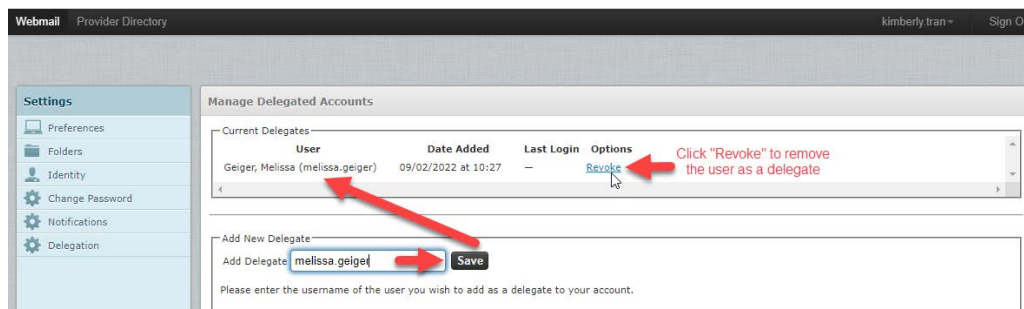 Webmail Provider Directory kimberly.tran Sign O
Settings
Preferences
Folders
Identity
Change Password
Notifications
Delegation
Manage Delegated Accounts
Current Delegates
User Date Added Last Login Options
Geiger, Melissa (melissa.geiger) 09/02/2022 at 10:27 — Revoke
Click "Revoke" to remove
the user as a delegate
Add New Delegate
Add Delegate melissa.geiger Save
Please enter the username of the user you wish to add as a delegate to your account.